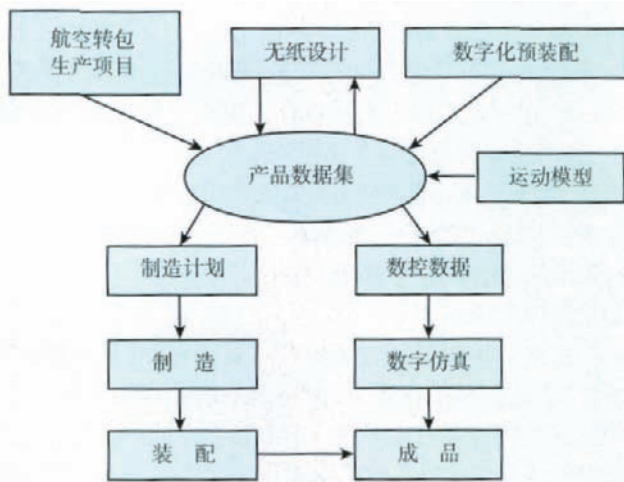 航空转包
生产项目
无纸设计
数字化预装配
产品数据集
运动模型
制造计划
数控数据
制 造
数字仿真
装 配
成 品